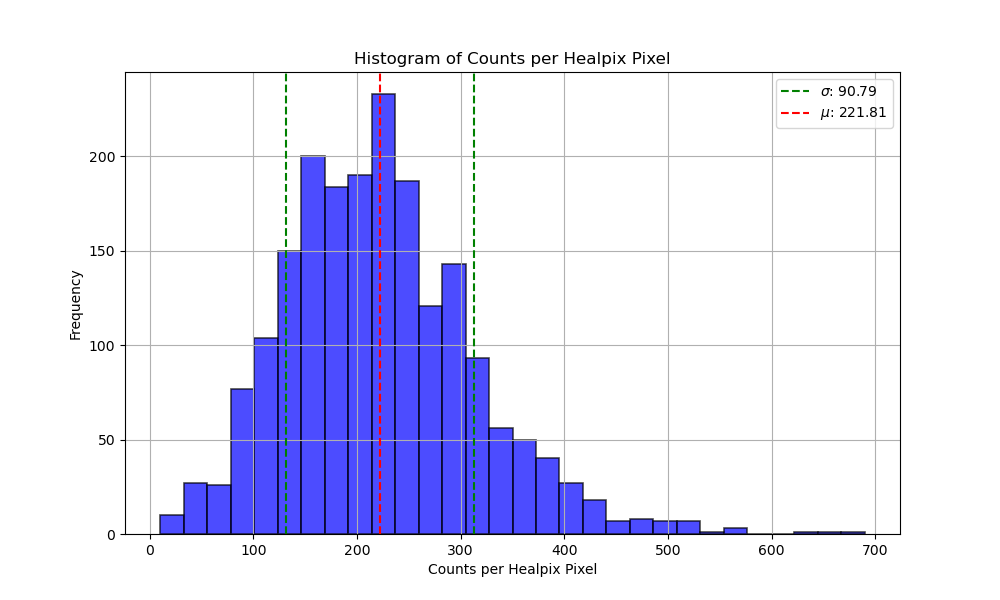 Histogram of Counts per Healpix Pixel
σ: 90.79
μ: 221.81
200
150
100
50
0
Frequency
0 100 200 300 400 500 600 700
Counts per Healpix Pixel